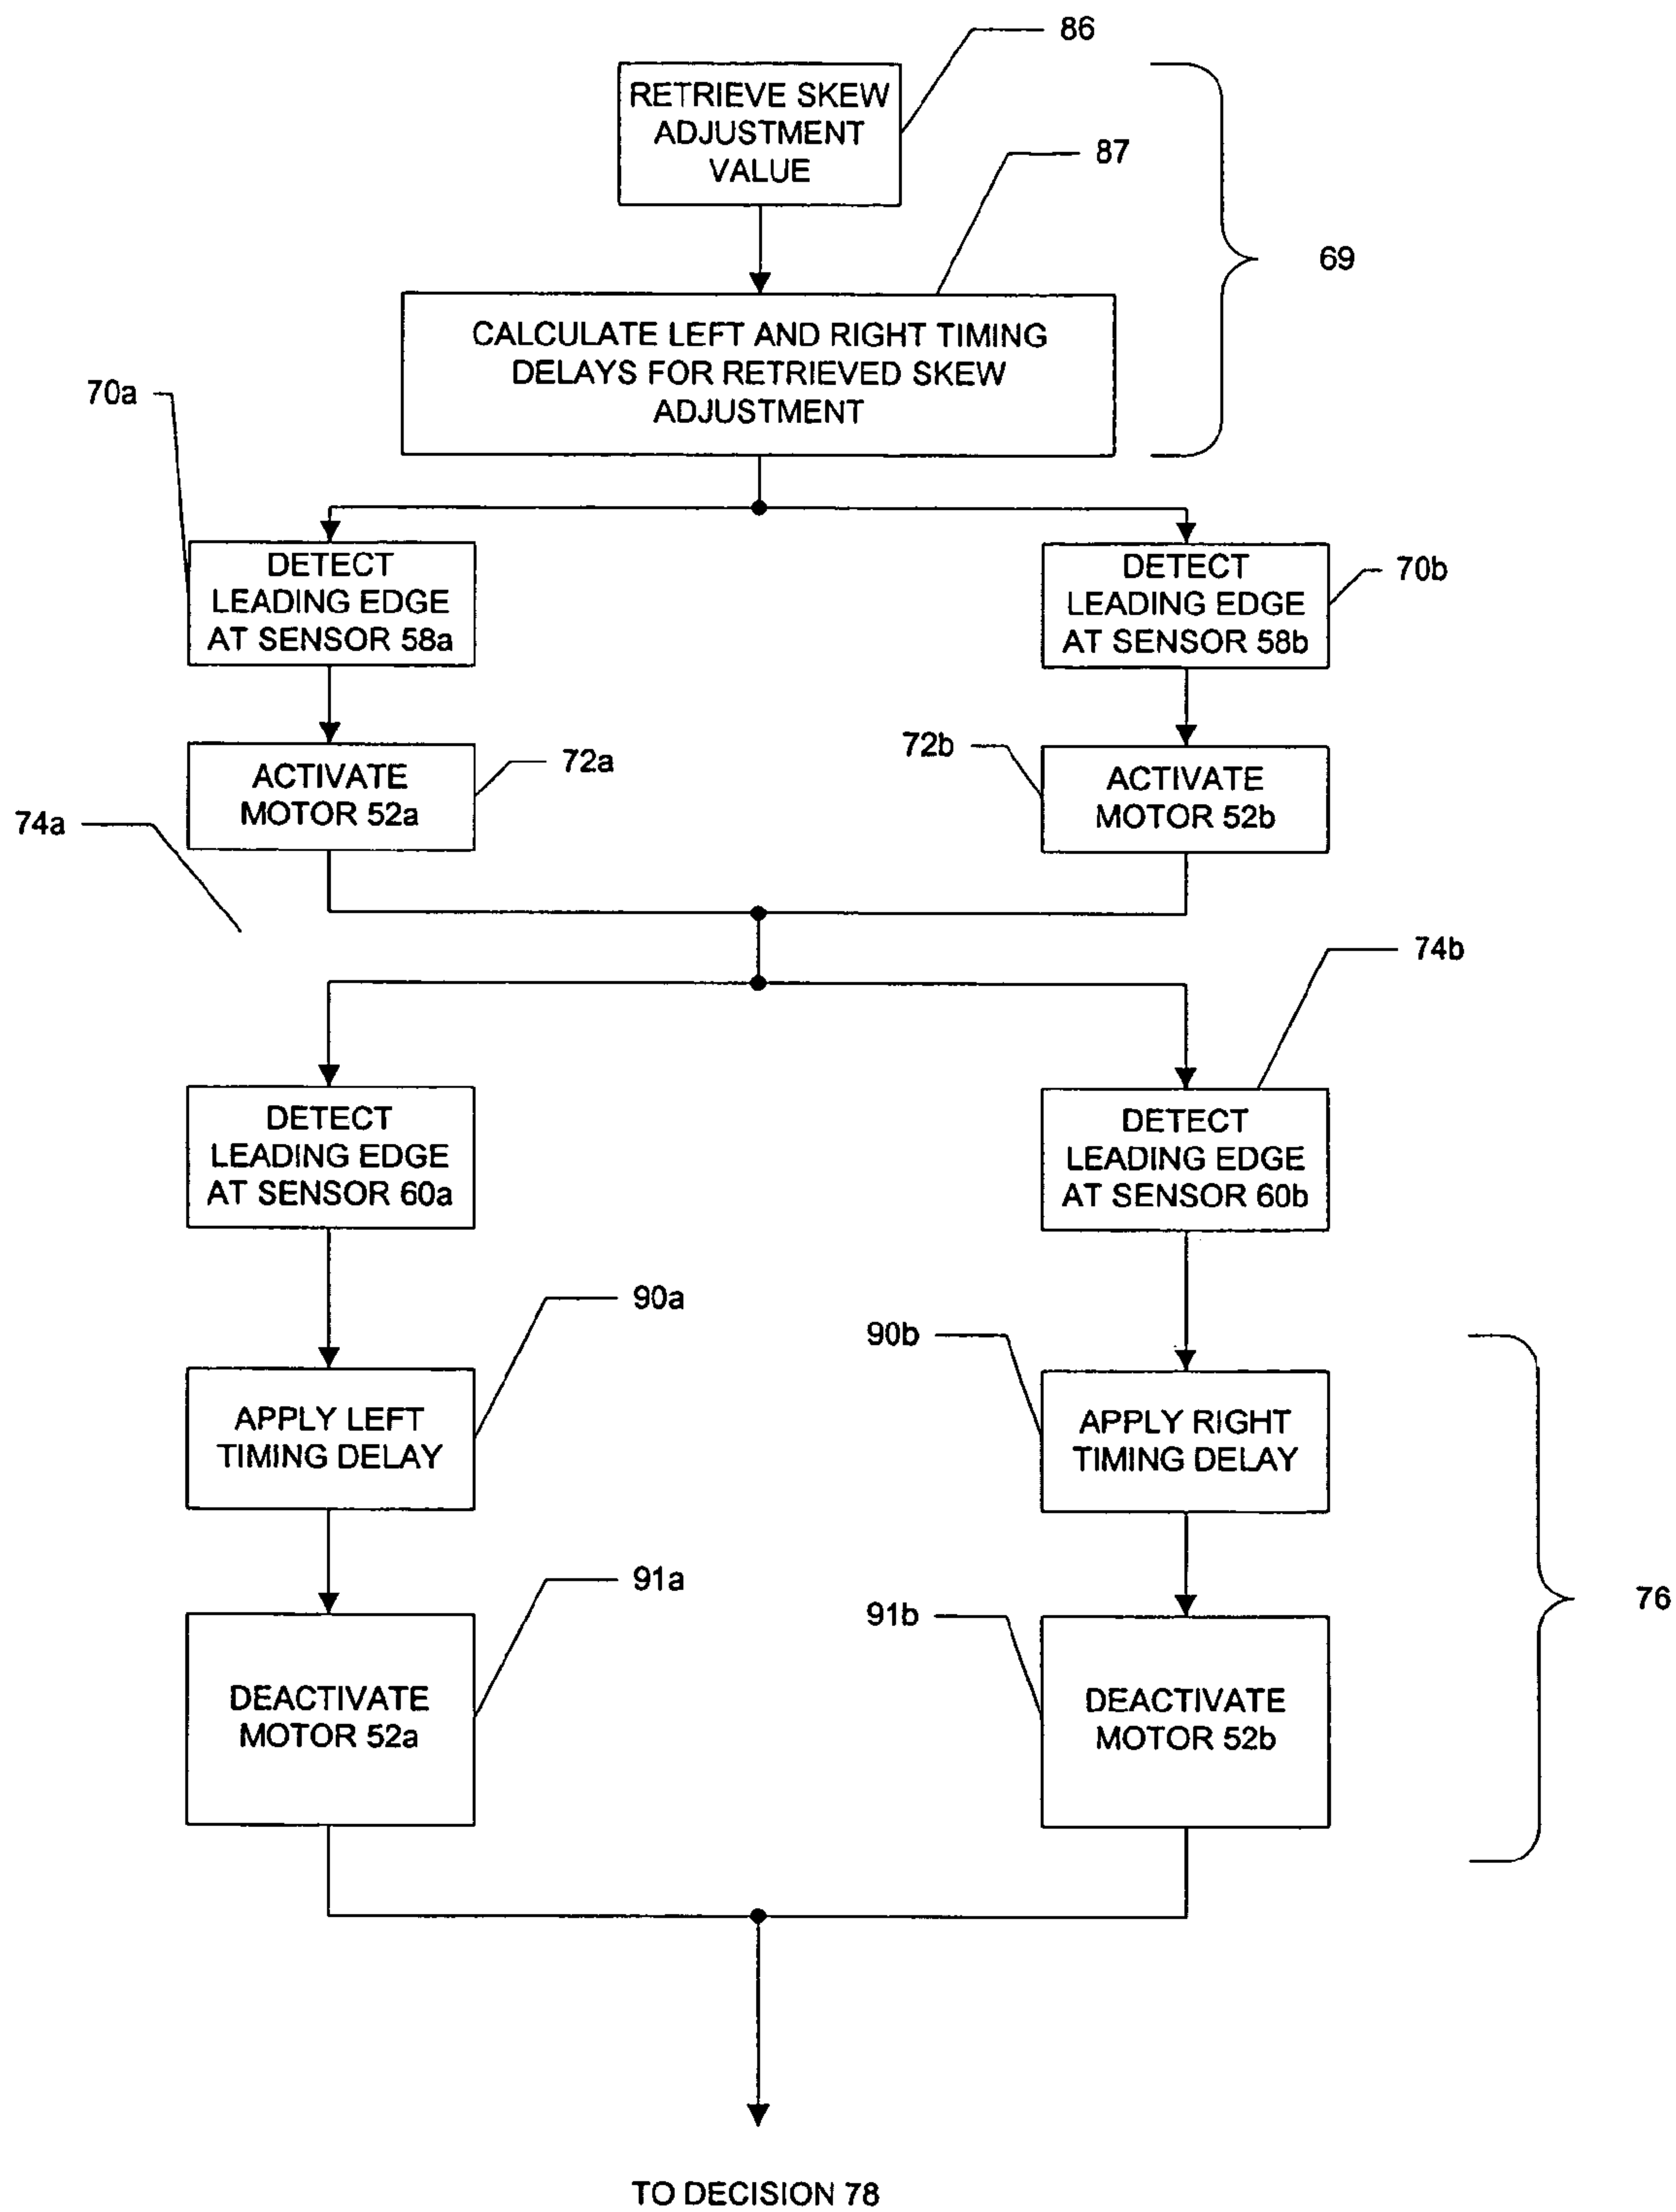 86
RETRIEVE SKEW
ADJUSTMENT
VALUE
87
69
CALCULATE LEFT AND RIGHT TIMING
DELAYS FOR RETRIEVED SKEW
ADJUSTMENT
70a
DETECT
LEADING EDGE
AT SENSOR 58a
DETECT
LEADING EDGE
AT SENSOR 58b
70b
ACTIVATE
MOTOR 52a
72a
72b
ACTIVATE
MOTOR 52b
74a
74b
DETECT
LEADING EDGE
AT SENSOR 60a
DETECT
LEADING EDGE
AT SENSOR 60b
90a
90b
APPLY LEFT
TIMING DELAY
APPLY RIGHT
TIMING DELAY
91a
91b
76
DEACTIVATE
MOTOR 52a
DEACTIVATE
MOTOR 52b
TO DECISION 78